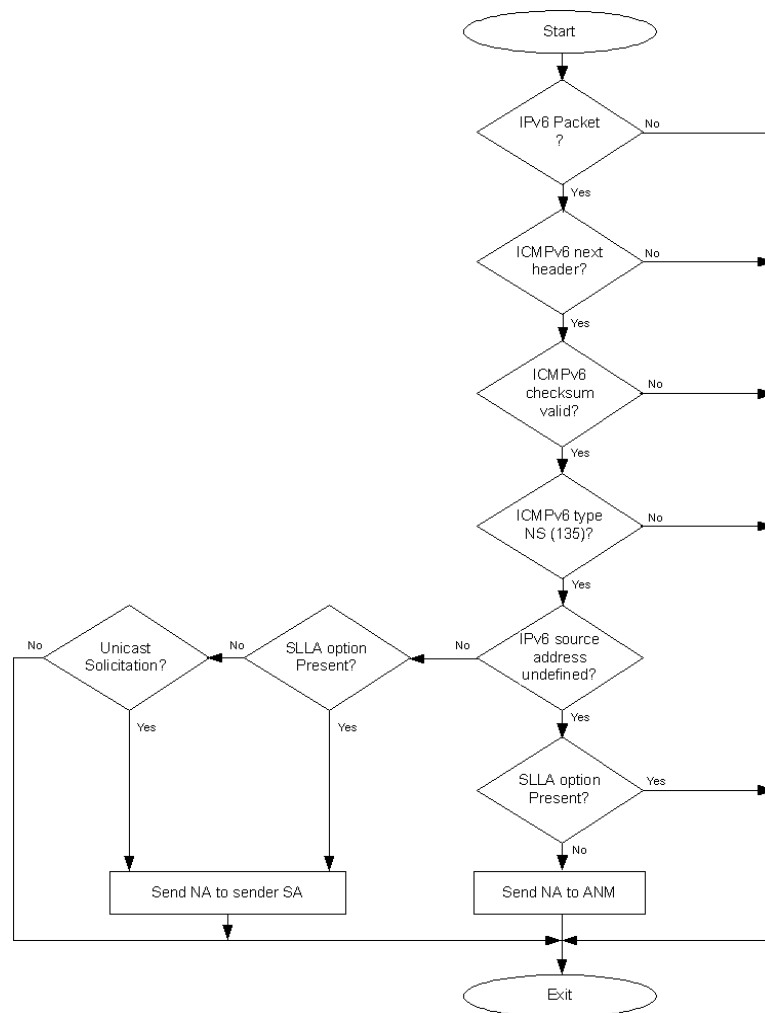 Start
IPv6 Packet
?
No
Yes
ICMPv6 next
header?
No
Yes
ICMPv6
checksum
valid?
No
Yes
ICMPv6 type
NS (135)?
No
Yes
IPv6 source
address
undefined?
No
Yes
SLLA option
Present?
No
Yes
Unicast
Solicitation?
No
Yes
SLLA option
Present?
Yes
No
Send NA to sender SA
Send NA to ANM
Exit